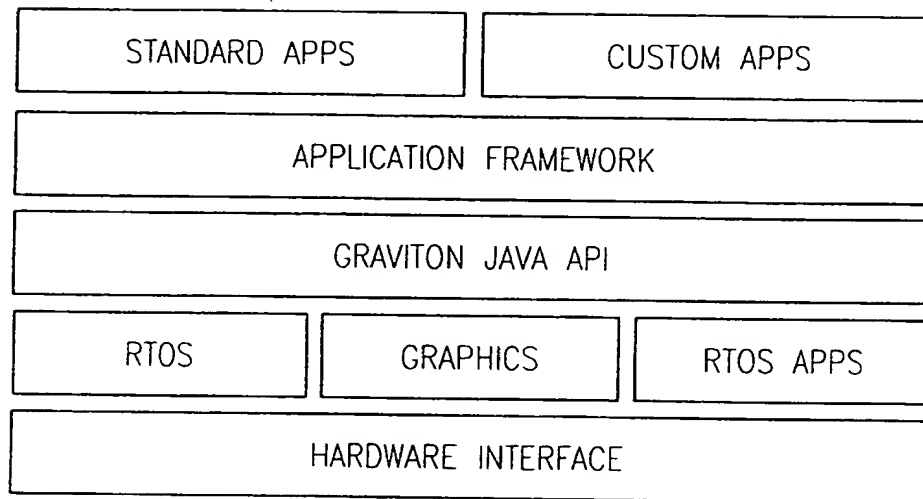 STANDARD APPS
CUSTOM APPS
APPLICATION FRAMEWORK
GRAVITON JAVA API
RTOS
GRAPHICS
RTOS APPS
HARDWARE INTERFACE